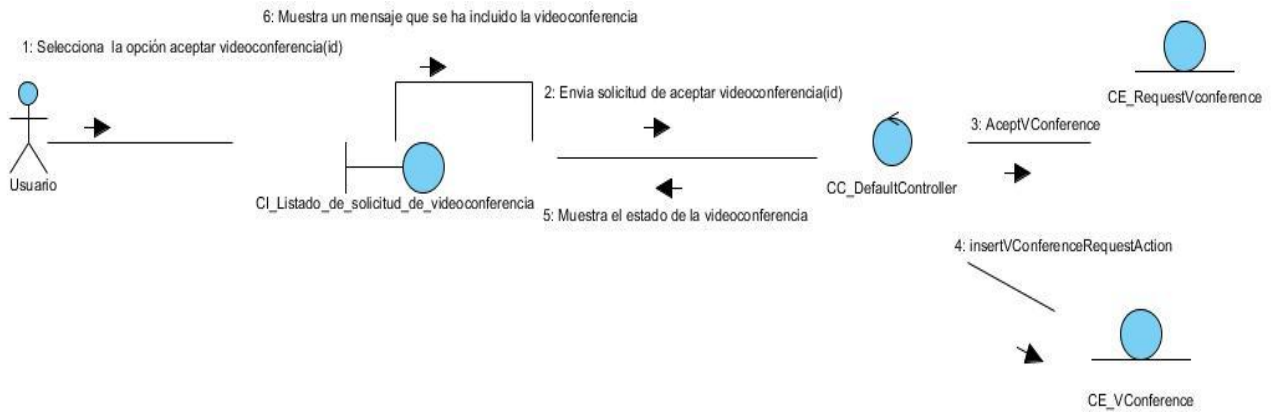 6: Muestra un mensaje que se ha incluido la videoconferencia
1: Selecciona la opción aceptar videoconferencia(id)
2: Envia solicitud de aceptar videoconferencia(id)
CE_RequestVconference
3: AceptVConference
Usuario
CI_Listado_de_solicitud_de_videoconferencia
CC_DefaultController
5: Muestra el estado de la videoconferencia
4: insertVConferenceRequestAction
CE_VConference